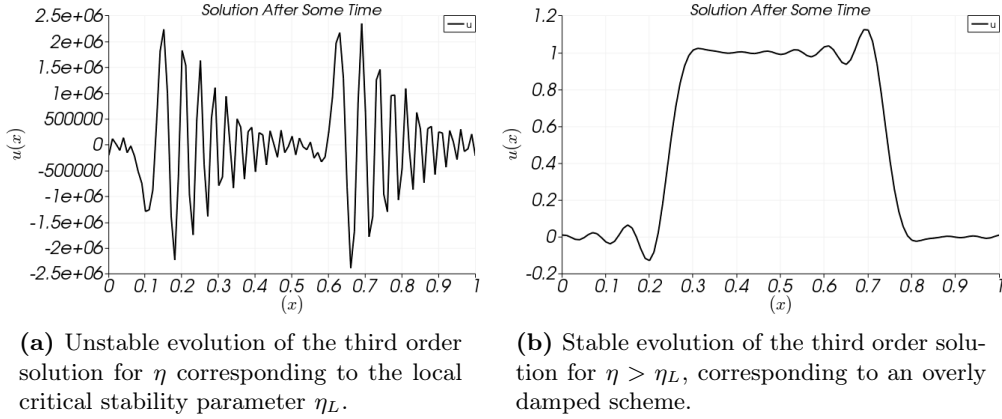 Solution After Some Time
u
2.5e+06
2e+06
1.5e+06
1e+06
500000
0
-500000
-1e+06
-1.5e+06
-2e+06
-2.5e+06
u(x)
0 0.1 0.2 0.3 0.4 0.5 0.6 0.7 0.8 0.9 1
(x)
Solution After Some Time
u
1.2
1
0.8
0.6
0.4
0.2
0
-0.2
u(x)
0 0.1 0.2 0.3 0.4 0.5 0.6 0.7 0.8 0.9 1
(x)
(a) Unstable evolution of the third order
solution for η corresponding to the local
critical stability parameter η_L.
(b) Stable evolution of the third order solu-
tion for η > η_L, corresponding to an overly
damped scheme.